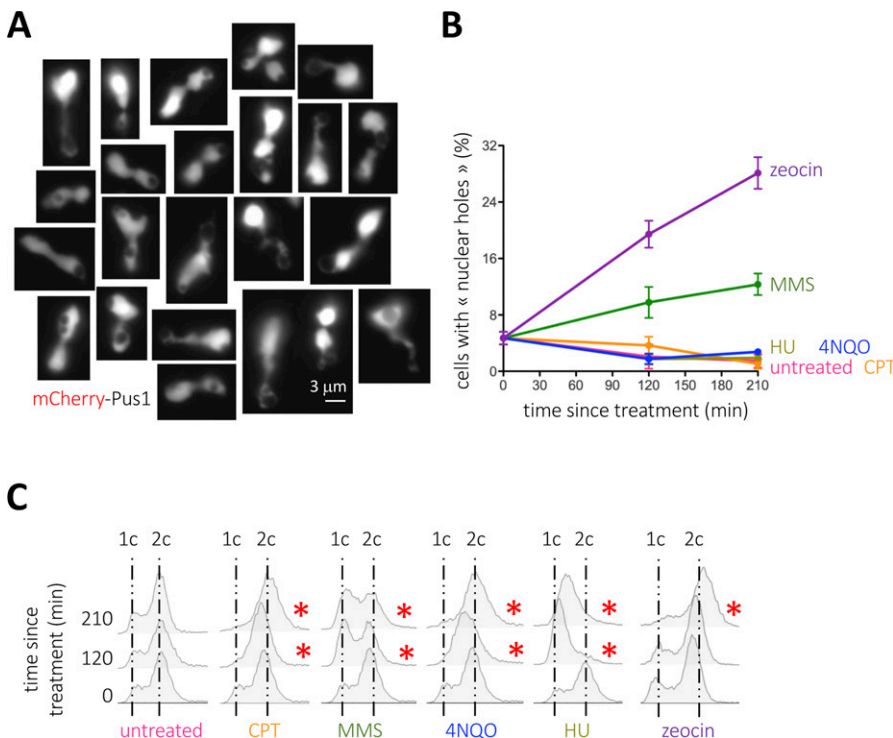 A
mCherry-Pus1
3 μm
B
cells with « nuclear holes » (%)
32
24
16
8
0
0 30 60 90 120 150 180 210
time since treatment (min)
zeocin
MMS
HU 4NQO
untreated CPT
C
time since
treatment (min)
210
120
0
1c 2c 1c 2c 1c 2c 1c 2c 1c 2c 1c 2c
* * * * *
* * * *
untreated CPT MMS 4NQO HU zeocin